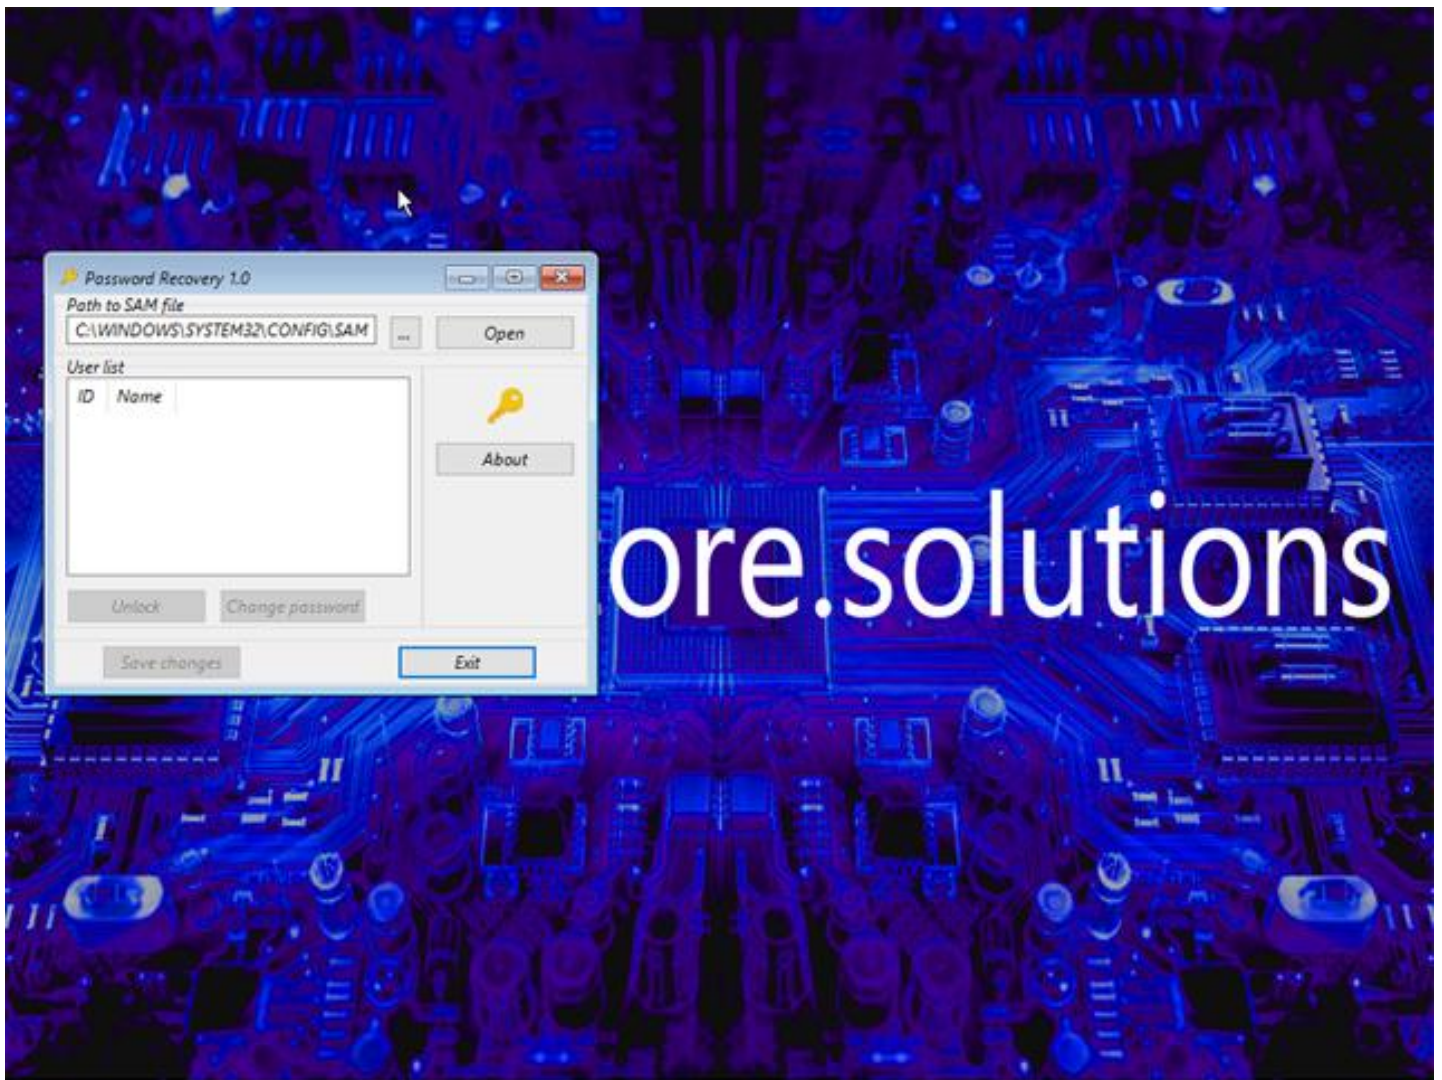 Password Recovery 1.0
Path to SAM file
C:\WINDOWS\SYSTEM32\CONFIG\SAM ... Open
User list
ID Name
About
Unlock Change password
Save changes Exit
ore.solutions